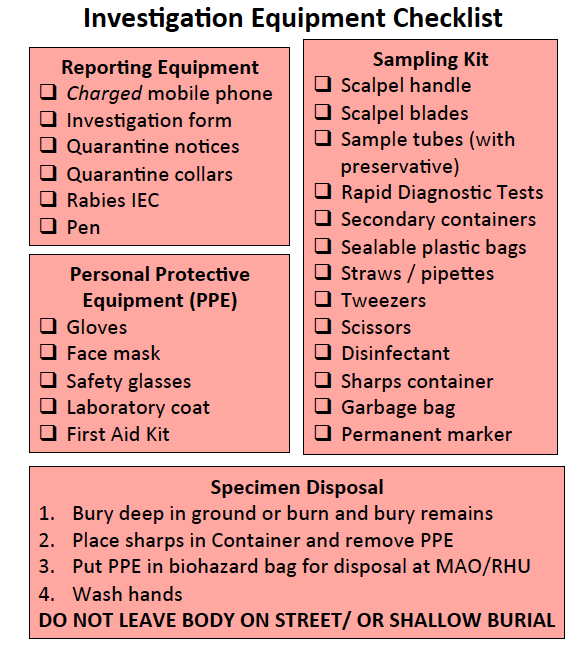 Investigation Equipment Checklist
Reporting Equipment
❑ Charged mobile phone
❑ Investigation form
❑ Quarantine notices
❑ Quarantine collars
❑ Rabies IEC
❑ Pen
Personal Protective
Equipment (PPE)
❑ Gloves
❑ Face mask
❑ Safety glasses
❑ Laboratory coat
❑ First Aid Kit
Sampling Kit
❑ Scalpel handle
❑ Scalpel blades
❑ Sample tubes (with
preservative)
❑ Rapid Diagnostic Tests
❑ Secondary containers
❑ Sealable plastic bags
❑ Straws / pipettes
❑ Tweezers
❑ Scissors
❑ Disinfectant
❑ Sharps container
❑ Garbage bag
❑ Permanent marker
Specimen Disposal
1. Bury deep in ground or burn and bury remains
2. Place sharps in Container and remove PPE
3. Put PPE in biohazard bag for disposal at MAO/RHU
4. Wash hands
DO NOT LEAVE BODY ON STREET/ OR SHALLOW BURIAL